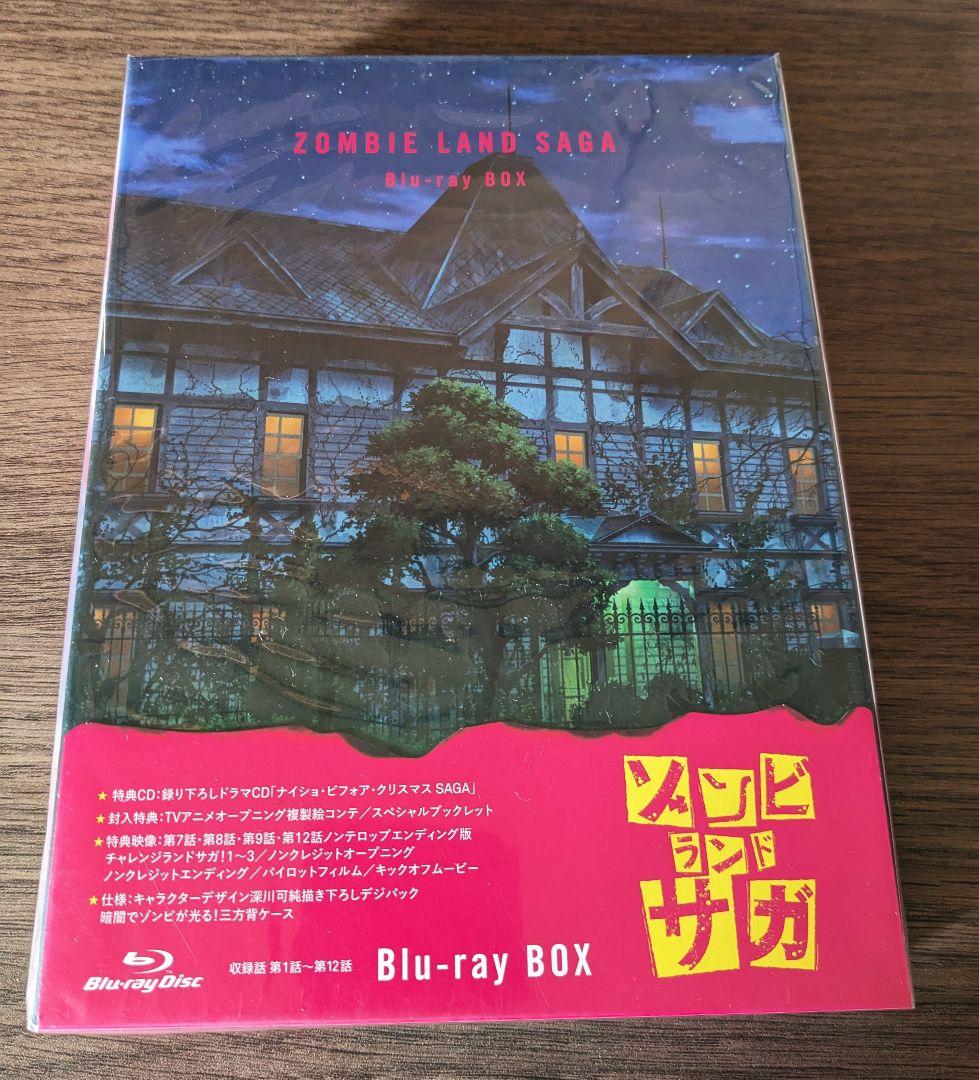 ZOMBIE LAND SAGA
Blu-ray BOX
★ 特典CD：録り下ろしドラマCD「ナイショ・ビフォア・クリスマス SAGA」
★ 封入特典：TVアニメオープニング複製絵コンテ／スペシャルブックレット
★ 特典映像：第7話・第8話・第9話・第12話ノンテロップエンディング版
チャレンジランドサガ！1～3／ノンクレジットオープニング
ノンクレジットエンディング／パイロットフィルム／キックオフムービー
★ 仕様：キャラクターデザイン深川可純描き下ろしデジパック
暗闇でゾンビが光る！三方背ケース
ゾンビ
ランド
サガ
Blu-ray Disc™
収録話 第1話～第12話
Blu-ray BOX